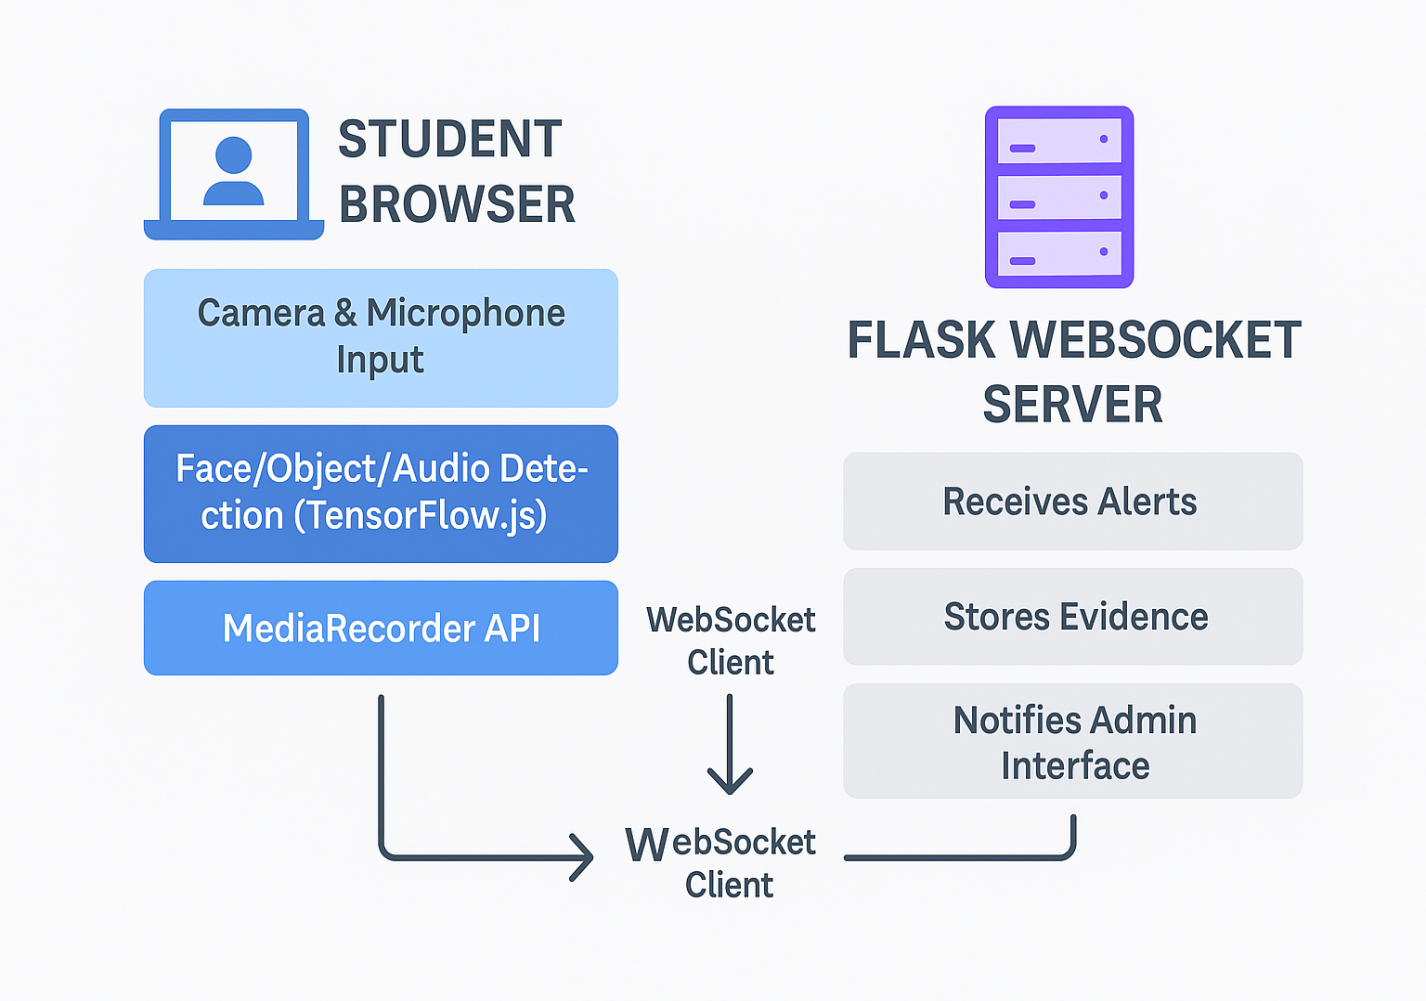 STUDENT
BROWSER
Camera & Microphone
Input
Face/Object/Audio Dete-
ction (TensorFlow.js)
MediaRecorder API
WebSocket
Client
WebSocket
Client
FLASK WEBSOCKET
SERVER
Receives Alerts
Stores Evidence
Notifies Admin
Interface